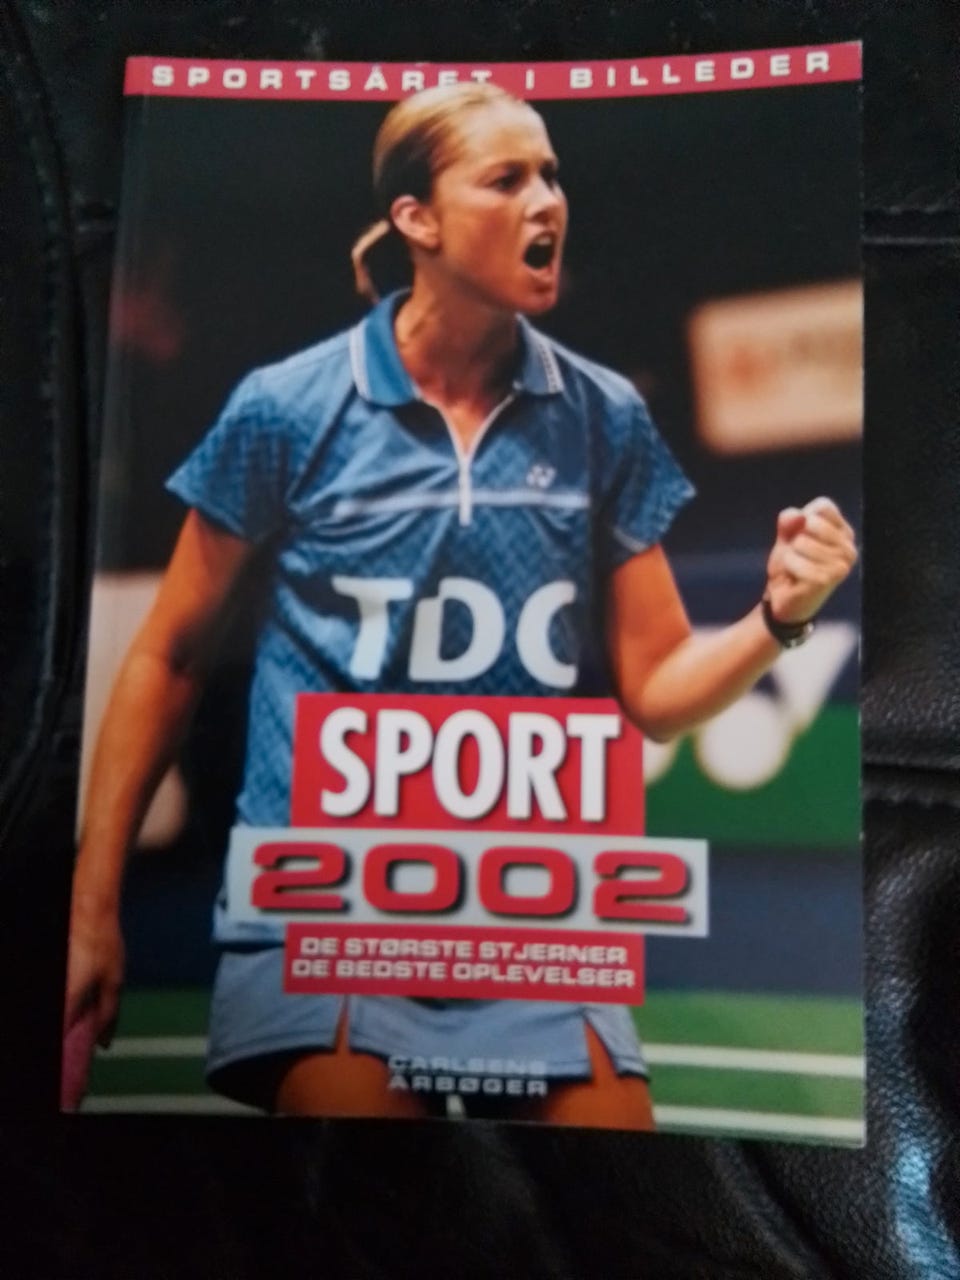 SPORTSÅRET I BILLEDER
TDC
SPORT
2002
DE STØRSTE STJERNER
DE BEDSTE OPLEVELSER
CARLSENS
ÅRBØGER